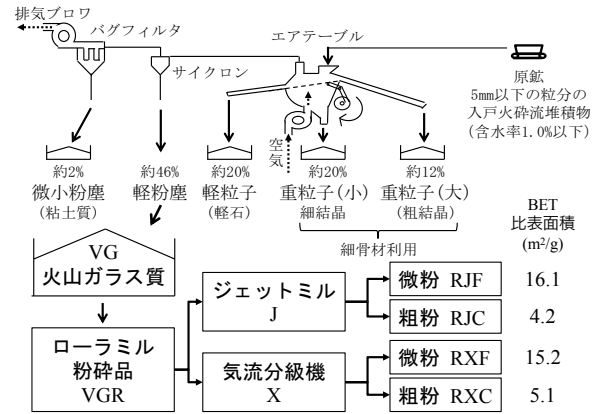 排気ブロワ
バグフィルタ
サイクロン
エアテーブル
原鉱
5mm以下の粒分の
入戸火砕流堆積物
(含水率1.0%以下)
空気
約2%
微小粉塵
(粘土質)
約46%
軽粉塵
約20%
軽粒子
(軽石)
約20%
重粒子(小)
細結晶
約12%
重粒子(大)
(粗結晶)
細骨材利用
BET
比表面積
(m²/g)
VG
火山ガラス質
ローラミル
粉砕品
VGR
ジェットミル
J
気流分級機
X
微粉 RJF
16.1
粗粉 RJC
4.2
微粉 RXF
15.2
粗粉 RXC
5.1